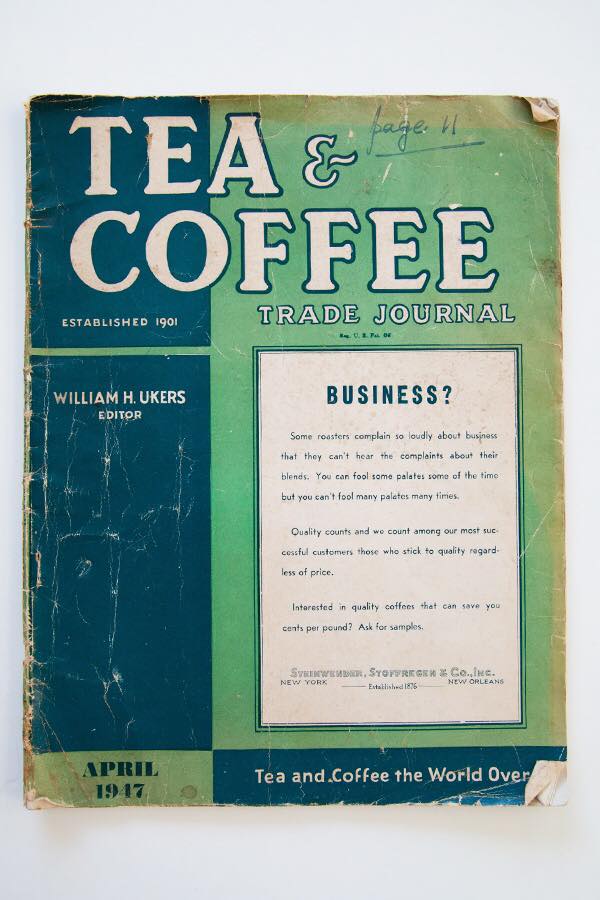 page 11
TEA &
COFFEE
TRADE JOURNAL
Reg. U. S. Pat. Off
ESTABLISHED 1901
WILLIAM H. UKERS
EDITOR
BUSINESS?
Some roasters complain so loudly about business
that they can't hear the complaints about their
blends. You can fool some palates some of the time
but you can't fool many palates many times.
Quality counts and we count among our most suc-
cessful customers those who stick to quality regard-
less of price.
Interested in quality coffees that can save you
cents per pound? Ask for samples.
STEINWENDER, STOFFREGEN & CO., INC.
NEW YORK Established 1876 NEW ORLEANS
APRIL
1947
Tea and Coffee the World Over